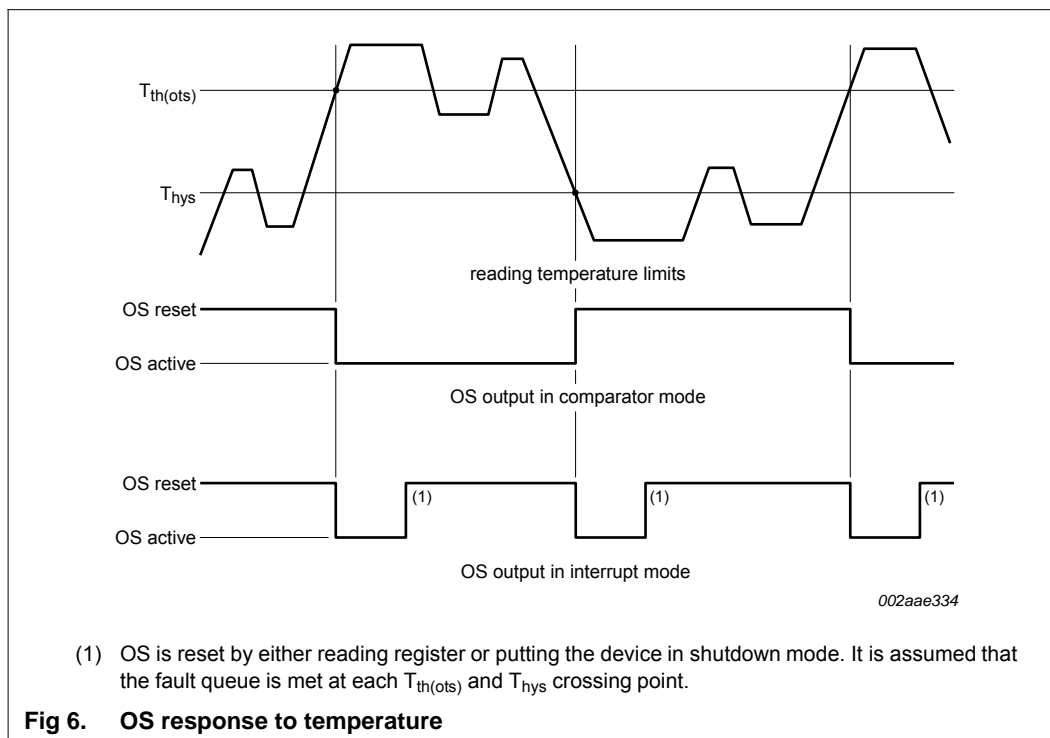 T th(ots)
T hys
reading temperature limits
OS reset
OS active
OS output in comparator mode
OS reset
(1) (1) (1)
OS active
OS output in interrupt mode
002aae334
(1) OS is reset by either reading register or putting the device in shutdown mode. It is assumed that
the fault queue is met at each Tth(ots) and Thys crossing point.
Fig 6. OS response to temperature